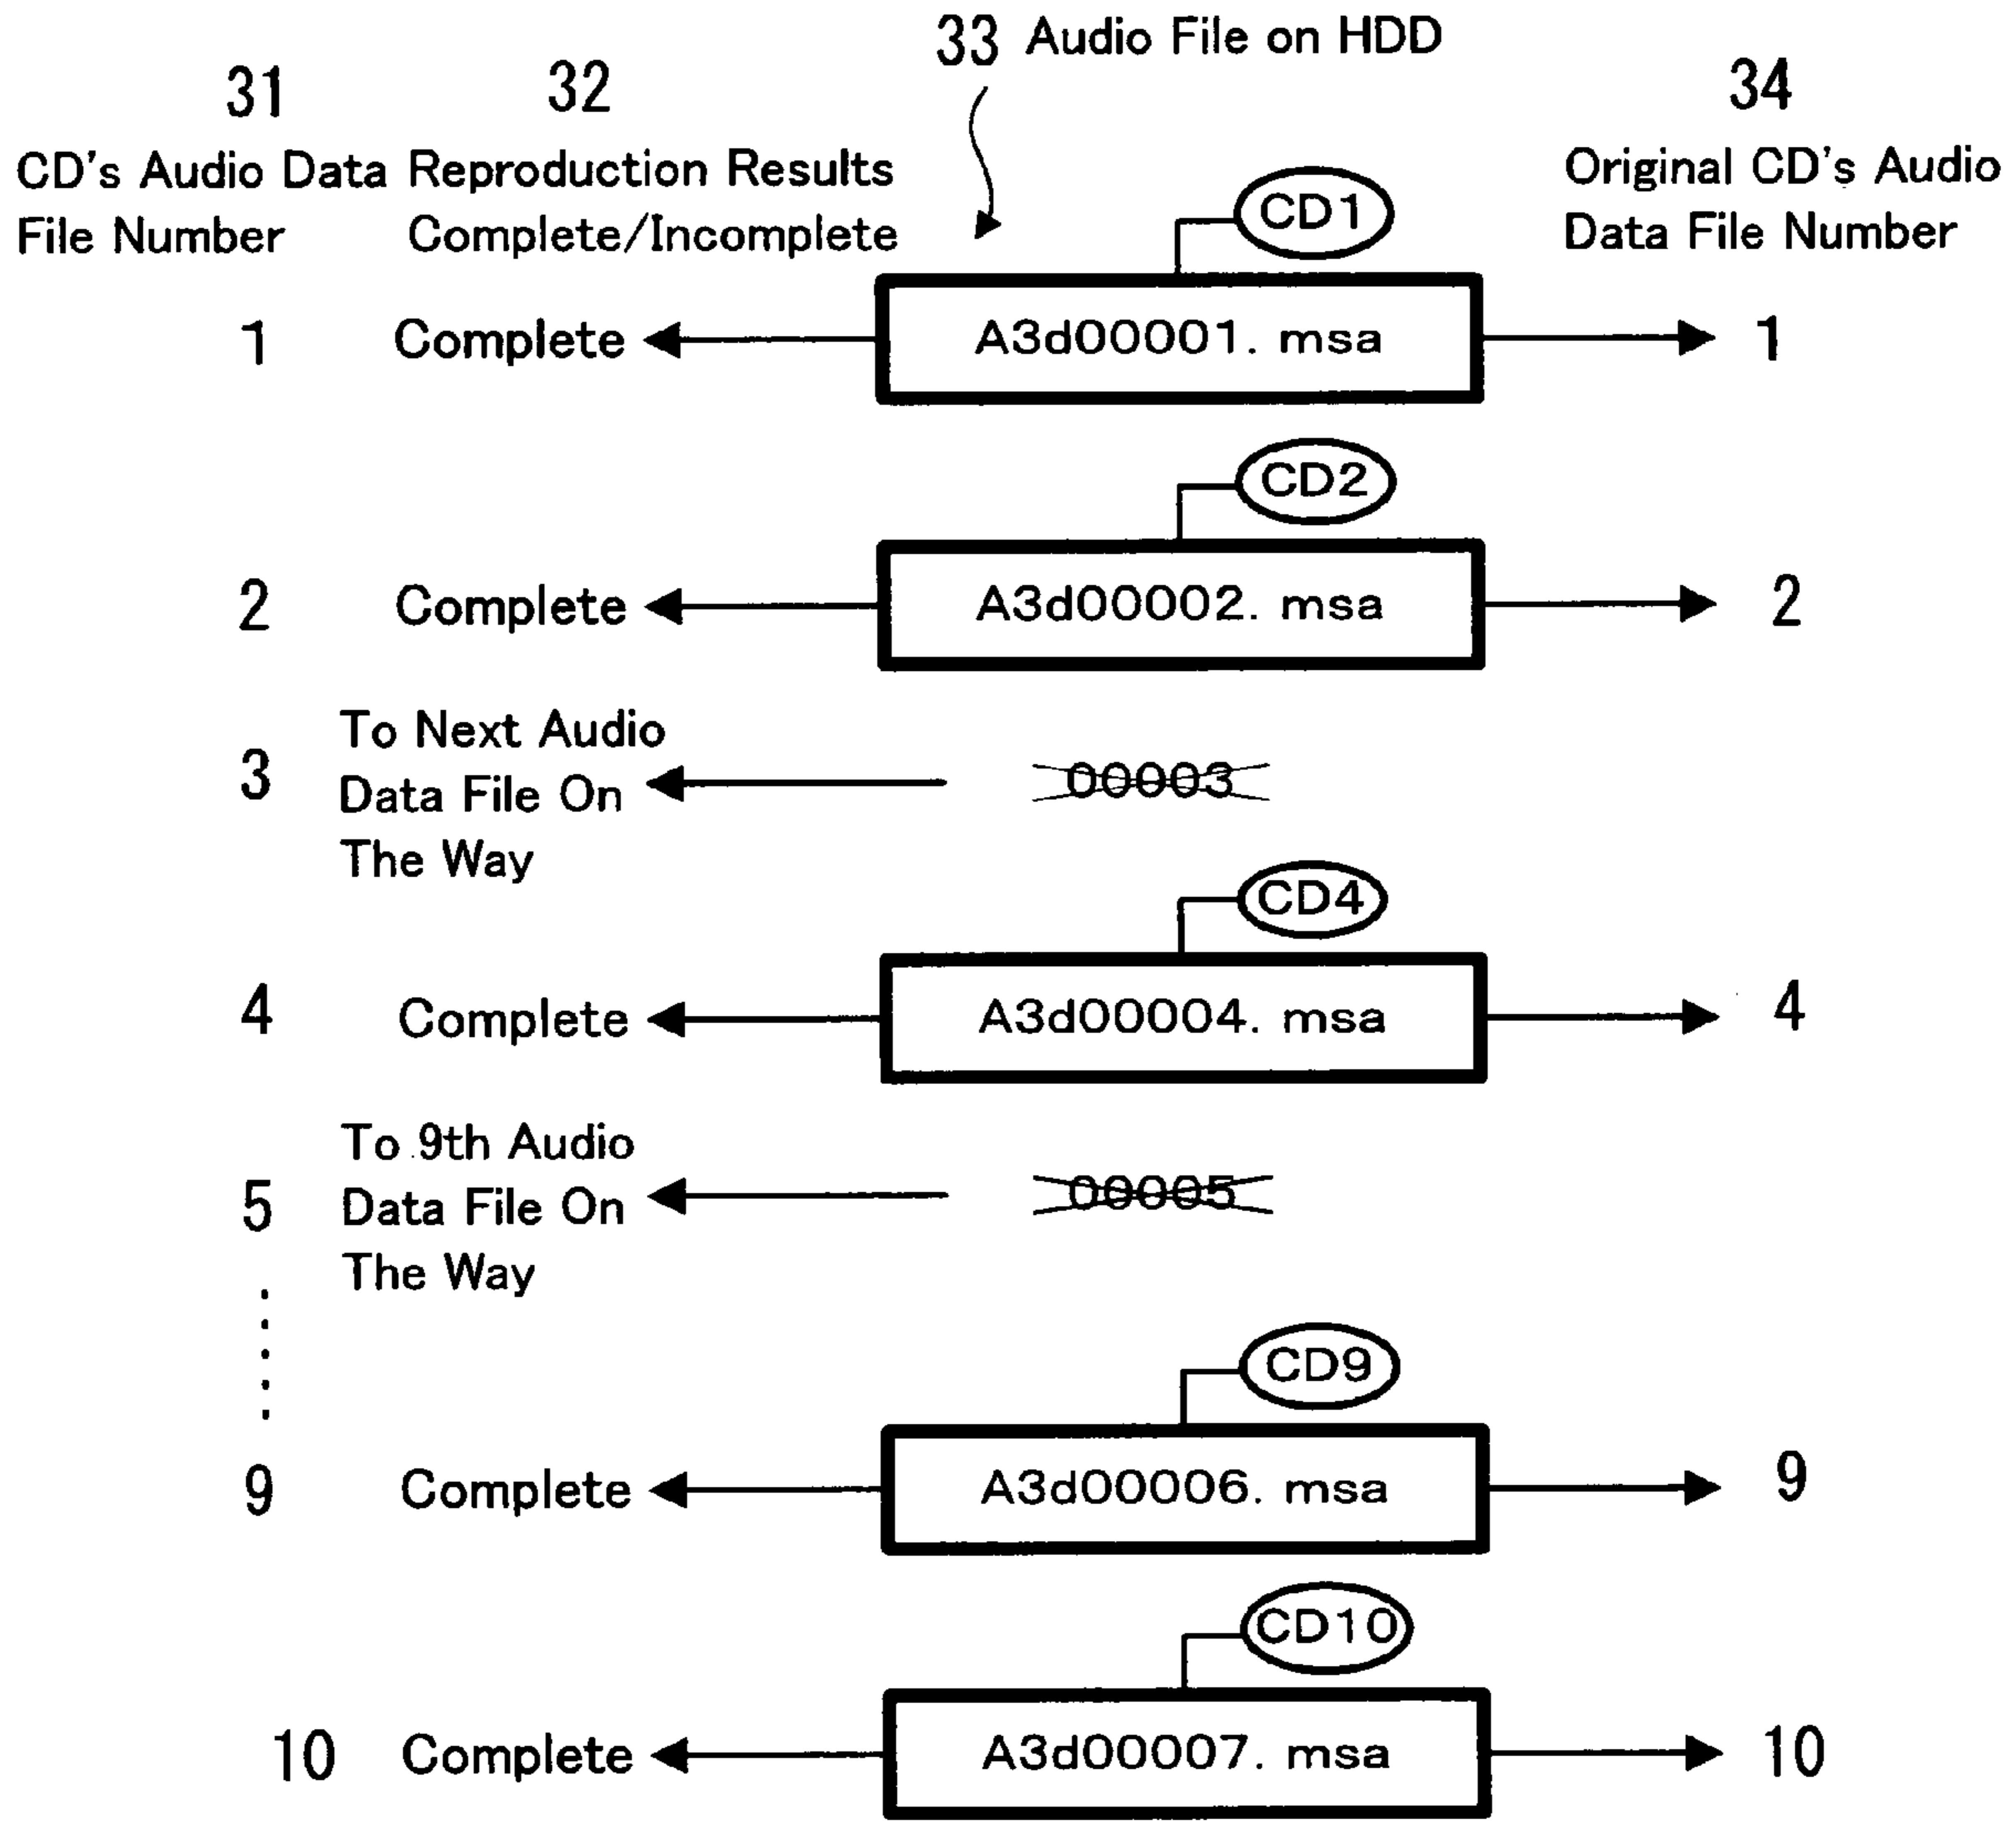 33 Audio File on HDD
31 32 34
CD's Audio Data Reproduction Results Original CD's Audio
File Number Complete/Incomplete Data File Number
CD1
1 Complete A3d00001. msa 1
CD2
2 Complete A3d00002. msa 2
To Next Audio
3 Data File On 00003
The Way
CD4
4 Complete A3d00004. msa 4
To 9th Audio
5 Data File On 00005
The Way
CD9
9 Complete A3d00006. msa 9
CD10
10 Complete A3d00007. msa 10